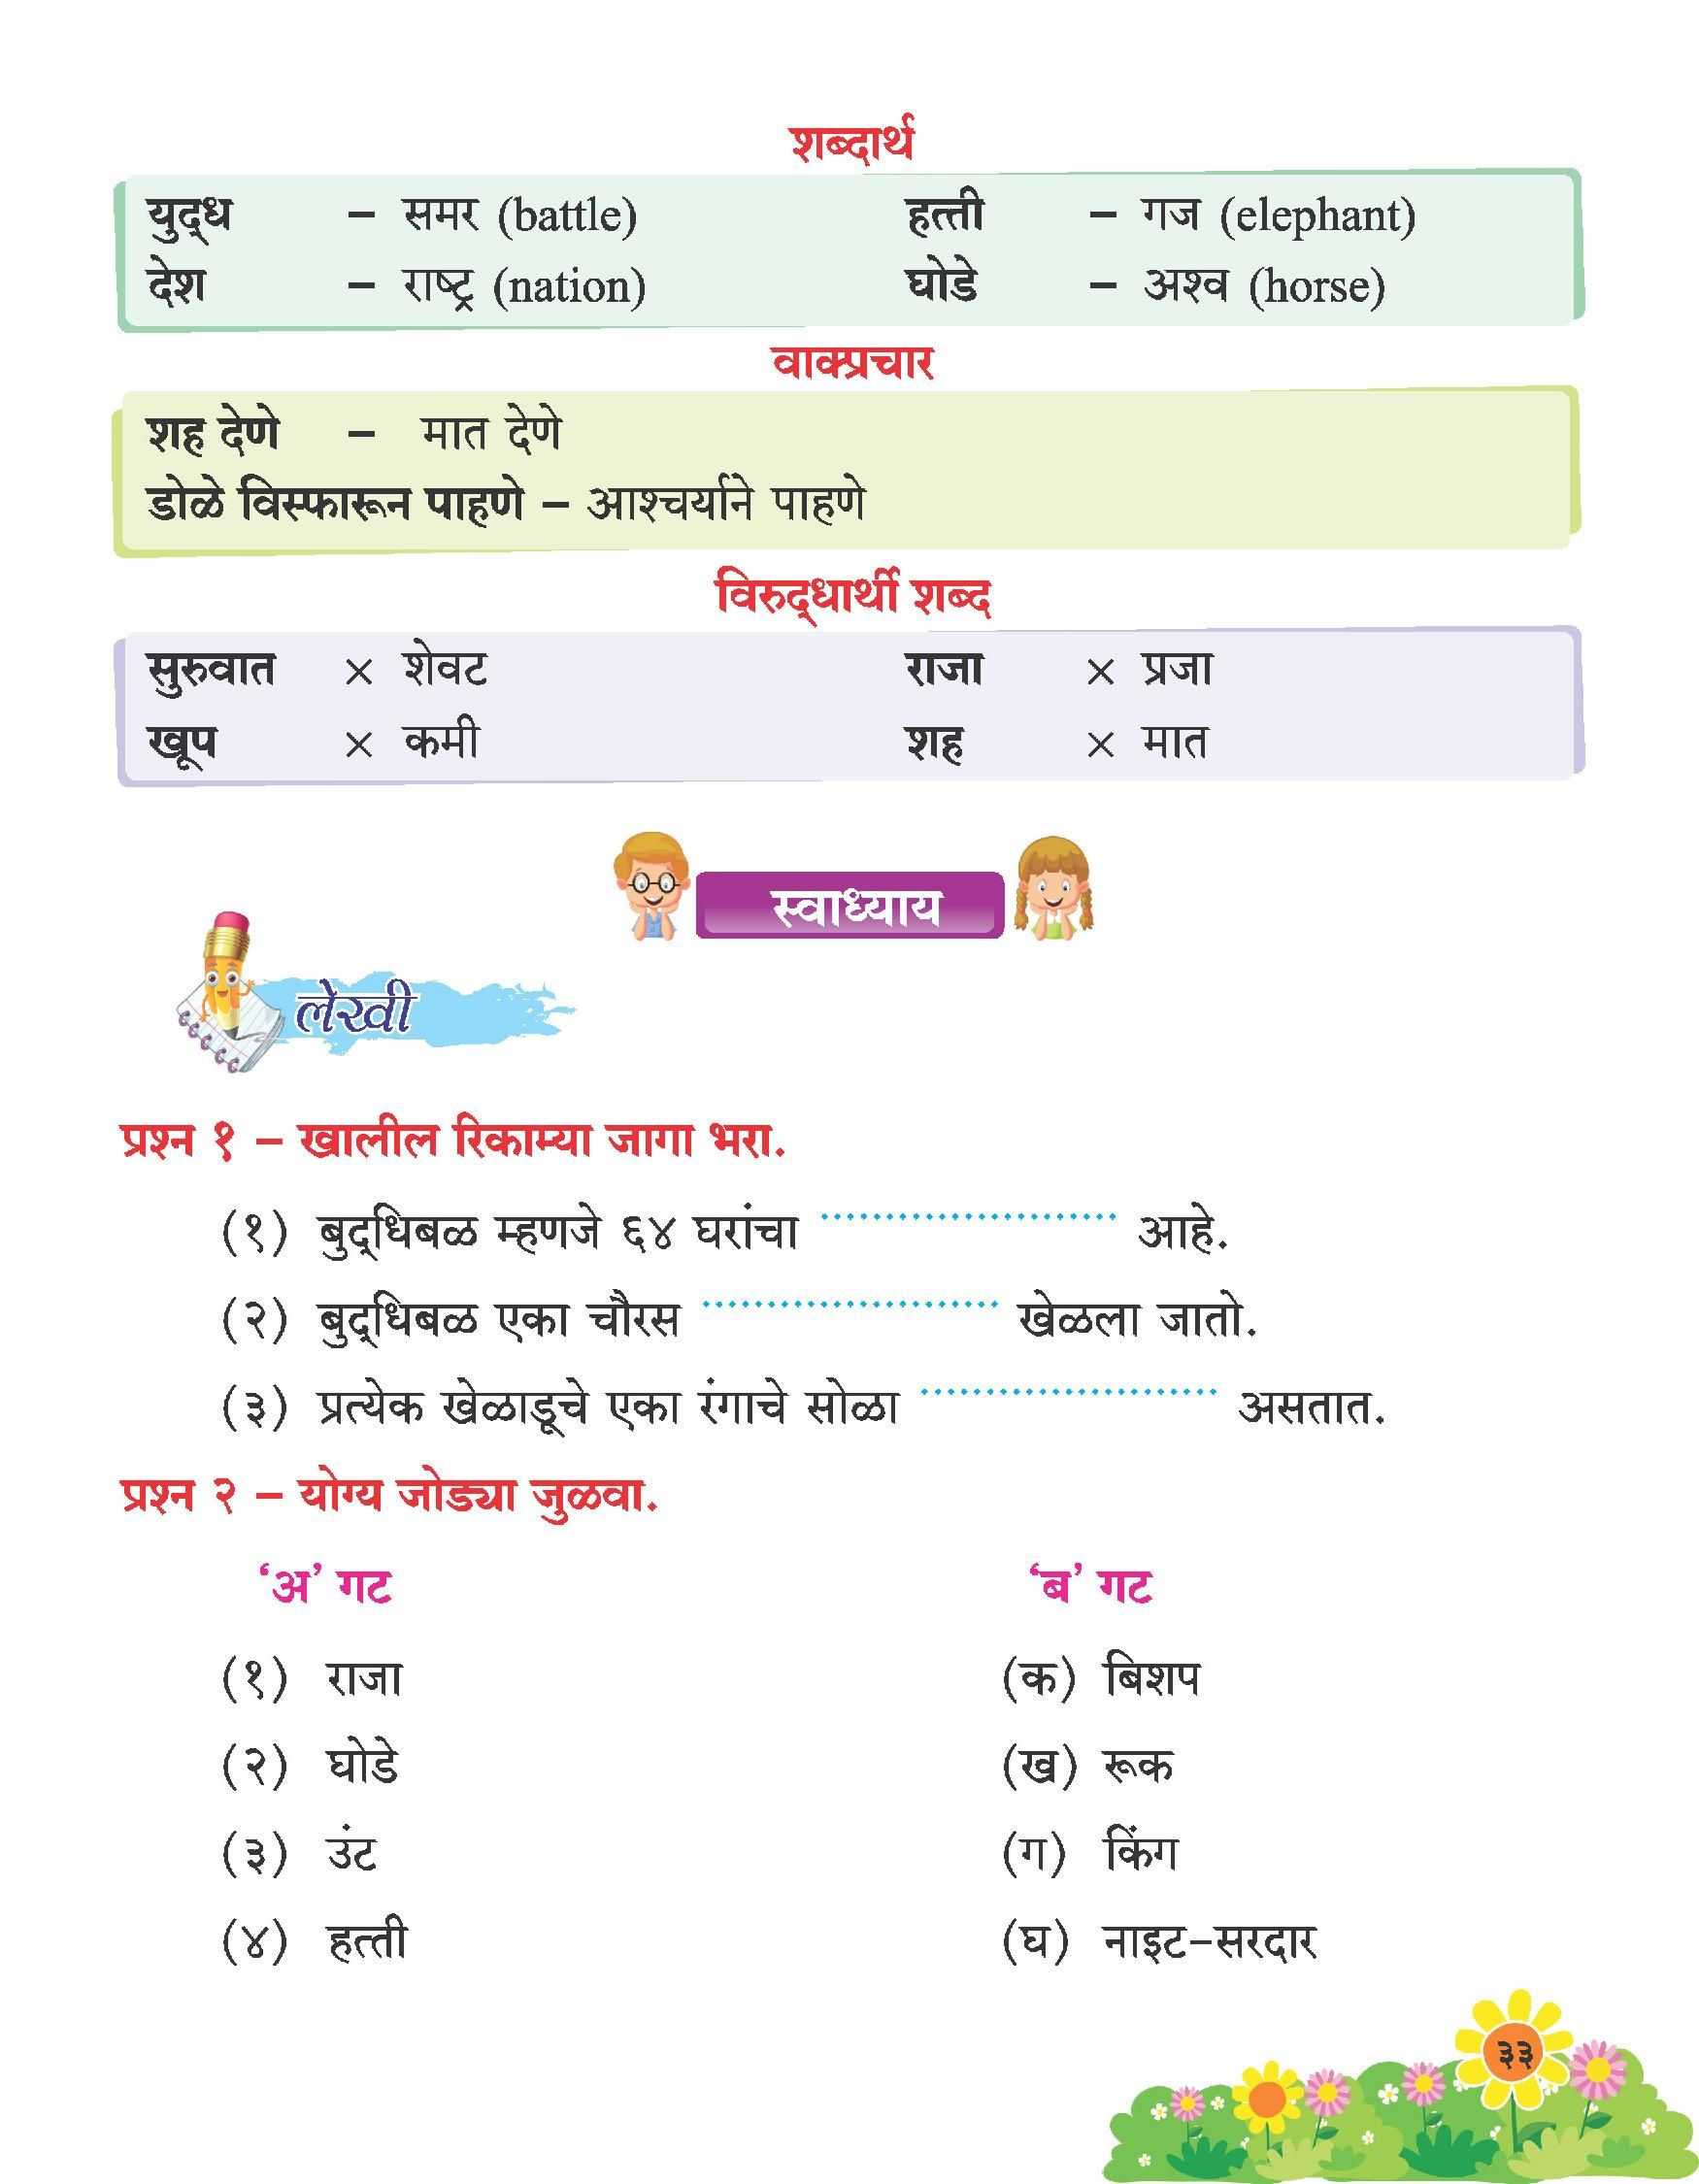 शब्दार्थ
युद्ध – समर (battle) हत्ती – गज (elephant)
देश – राष्ट्र (nation) घोडे – अश्व (horse)
वाक्प्रचार
शह देणे – मात देणे
डोळे विस्फारून पाहणे – आश्चर्याने पाहणे
विरुद्धार्थी शब्द
सुरुवात × शेवट राजा × प्रजा
खूप × कमी शह × मात
स्वाध्याय
लेखी
प्रश्न १ – खालील रिकाम्या जागा भरा.
(१) बुद्धिबळ म्हणजे ६४ घरांचा ........................ आहे.
(२) बुद्धिबळ एका चौरस ........................ खेळला जातो.
(३) प्रत्येक खेळाडूचे एका रंगाचे सोळा ........................ असतात.
प्रश्न २ – योग्य जोड्या जुळवा.
‘अ’ गट ‘ब’ गट
(१) राजा (क) बिशप
(२) घोडे (ख) रूक
(३) उंट (ग) किंग
(४) हत्ती (घ) नाइट-सरदार
३३